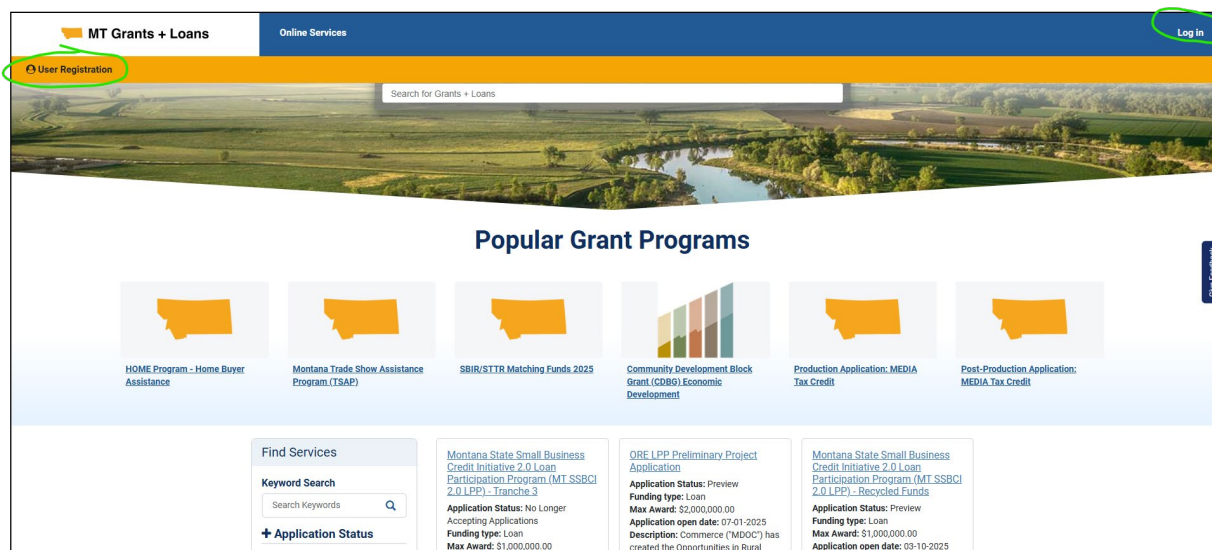 MT Grants + Loans
Online Services
Log in
User Registration
Search for Grants + Loans
Popular Grant Programs
Give Feedback
HOME Program - Home Buyer
Assistance
Montana Trade Show Assistance
Program (TSAP)
SBIR/STTR Matching Funds 2025
Community Development Block
Grant (CDBG) Economic
Development
Production Application: MEDIA
Tax Credit
Post-Production Application:
MEDIA Tax Credit
Find Services
Keyword Search
Search Keywords
+ Application Status
Montana State Small Business
Credit Initiative 2.0 Loan
Participation Program (MT SSBCI
2.0 LPP) - Tranche 3
Application Status: No Longer
Accepting Applications
Funding type: Loan
Max Award: $1,000,000.00
ORE LPP Preliminary Project
Application
Application Status: Preview
Funding type: Loan
Max Award: $2,000,000.00
Application open date: 07-01-2025
Description: Commerce ("MDOC") has
created the Opportunities in Rural
Montana State Small Business
Credit Initiative 2.0 Loan
Participation Program (MT SSBCI
2.0 LPP) - Recycled Funds
Application Status: Preview
Funding type: Loan
Max Award: $1,000,000.00
Application open date: 03-10-2025